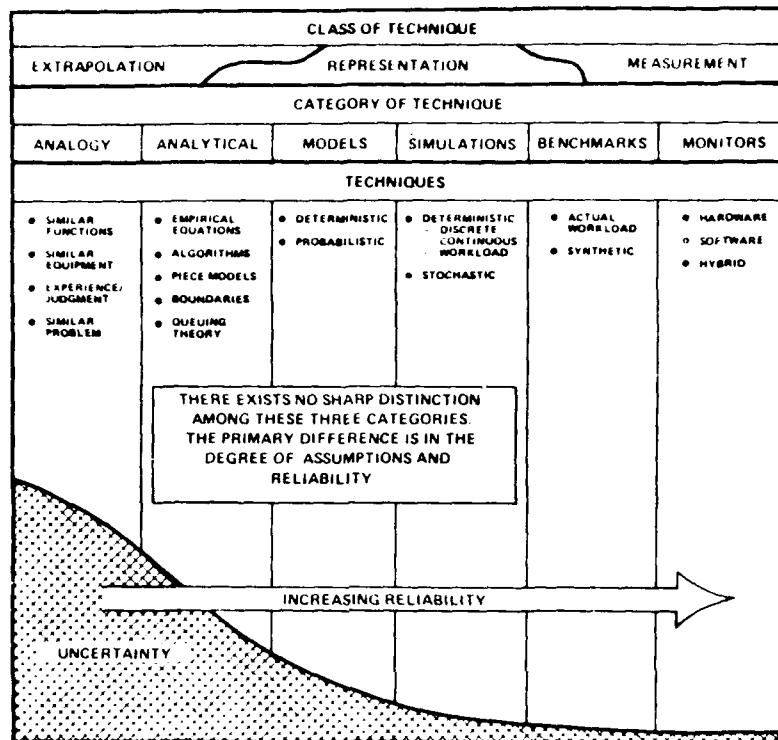 CLASS OF TECHNIQUE
EXTRAPOLATION REPRESENTATION MEASUREMENT
CATEGORY OF TECHNIQUE
ANALOGY ANALYTICAL MODELS SIMULATIONS BENCHMARKS MONITORS
TECHNIQUES
• SIMILAR
FUNCTIONS
• SIMILAR
EQUIPMENT
• EXPERIENCE/
JUDGMENT
• SIMILAR
PROBLEM
• EMPIRICAL
EQUATIONS
• ALGORITHMS
• PIECE MODELS
• BOUNDARIES
• QUEUING
THEORY
• DETERMINISTIC
• PROBABILISTIC
• DETERMINISTIC
- DISCRETE
CONTINUOUS
- WORKLOAD
• STOCHASTIC
• ACTUAL
WORKLOAD
• SYNTHETIC
• HARDWARE
• SOFTWARE
• HYBRID
THERE EXISTS NO SHARP DISTINCTION
AMONG THESE THREE CATEGORIES.
THE PRIMARY DIFFERENCE IS IN THE
DEGREE OF ASSUMPTIONS AND
RELIABILITY
INCREASING RELIABILITY
UNCERTAINTY